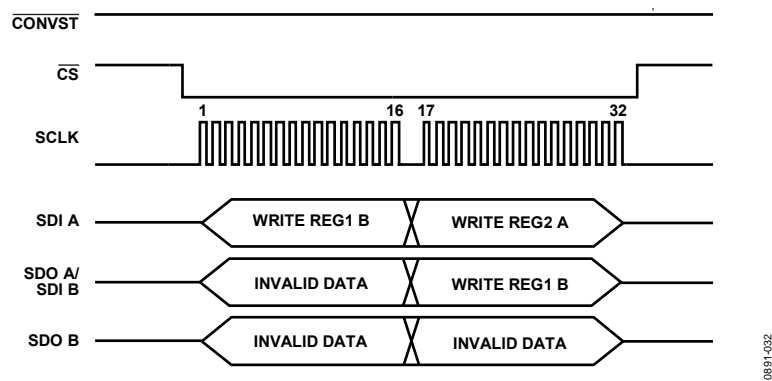 CONVST
CS
1 16 17 32
SCLK
SDI A WRITE REG1 B WRITE REG2 A
SDO A/
SDI B INVALID DATA WRITE REG1 B
SDO B INVALID DATA INVALID DATA
0891-032